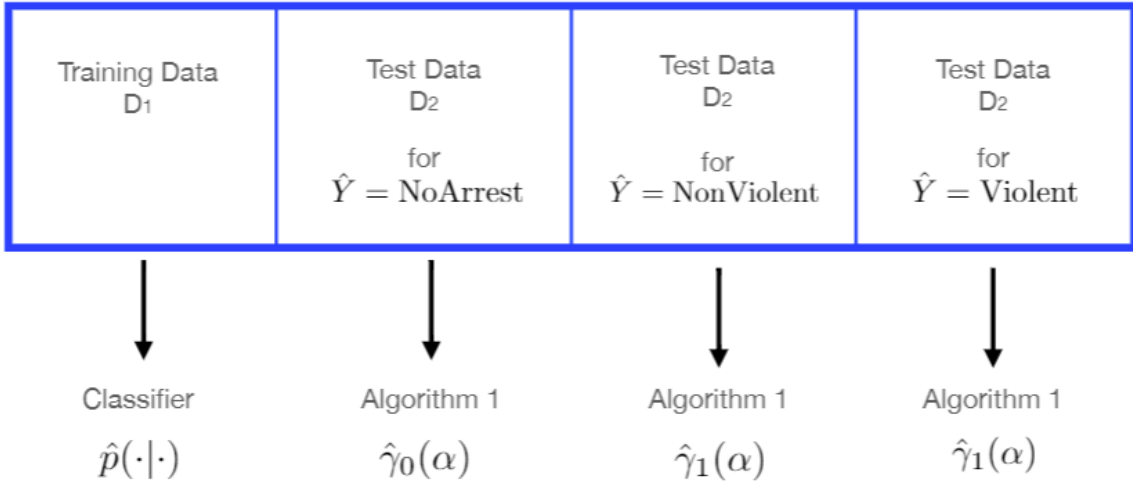 Training Data
D₁
Test Data
D₂
for
Ŷ = NoArrest
Test Data
D₂
for
Ŷ = NonViolent
Test Data
D₂
for
Ŷ = Violent
Classifier
p̂(·|·)
Algorithm 1
γ̂₀(α)
Algorithm 1
γ̂₁(α)
Algorithm 1
γ̂₁(α)